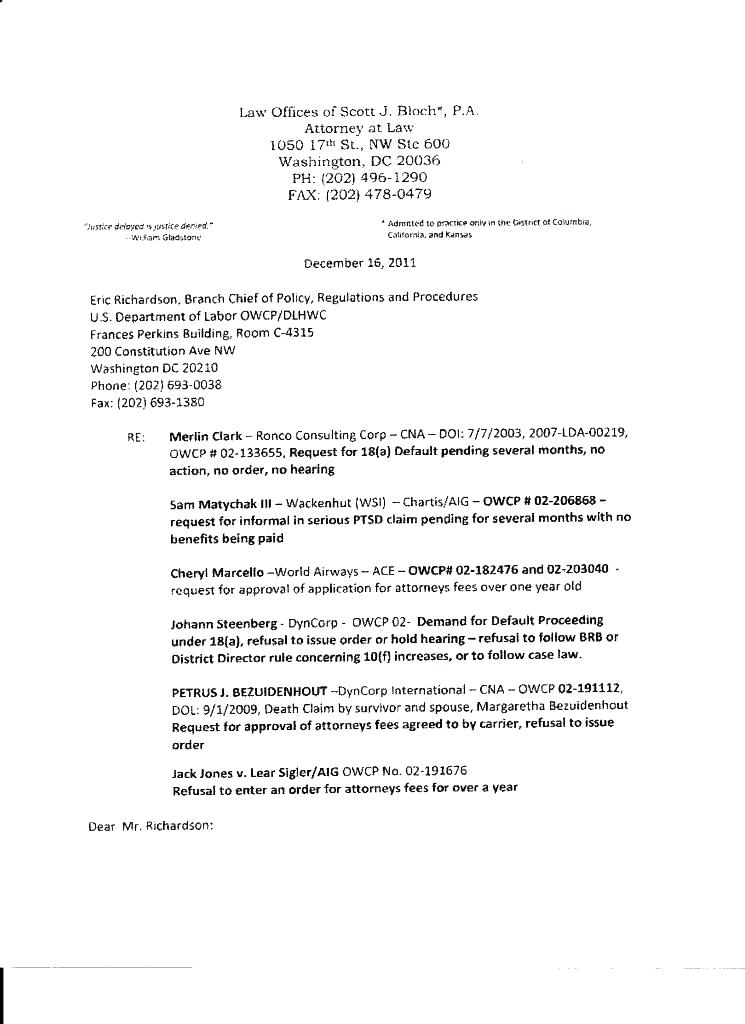 Law Offices of Scott J. Bloch*, P.A.
Attorney at Law
1050 17th St., NW Ste 600
Washington, DC 20036
PH: (202) 496-1290
FAX: (202) 478-0479
"Justice delayed is justice denied."
--William Gladstone
* Admitted to practice only in the District of Columbia,
California, and Kansas
December 16, 2011
Eric Richardson, Branch Chief of Policy, Regulations and Procedures
U.S. Department of Labor OWCP/DLHWC
Frances Perkins Building, Room C-4315
200 Constitution Ave NW
Washington DC 20210
Phone: (202) 693-0038
Fax: (202) 693-1380
RE: Merlin Clark – Ronco Consulting Corp – CNA – DOI: 7/7/2003, 2007-LDA-00219,
OWCP # 02-133655, Request for 18(a) Default pending several months, no
action, no order, no hearing
Sam Matychak III – Wackenhut (WSI) – Chartis/AIG – OWCP # 02-206868 –
request for informal in serious PTSD claim pending for several months with no
benefits being paid
Cheryl Marcello –World Airways – ACE – OWCP# 02-182476 and 02-203040 -
request for approval of application for attorneys fees over one year old
Johann Steenberg - DynCorp - OWCP 02- Demand for Default Proceeding
under 18(a), refusal to issue order or hold hearing – refusal to follow BRB or
District Director rule concerning 10(f) increases, or to follow case law.
PETRUS J. BEZUIDENHOUT –DynCorp International – CNA – OWCP 02-191112,
DOL: 9/1/2009, Death Claim by survivor and spouse, Margaretha Bezuidenhout
Request for approval of attorneys fees agreed to by carrier, refusal to issue
order
Jack Jones v. Lear Sigler/AIG OWCP No. 02-191676
Refusal to enter an order for attorneys fees for over a year
Dear Mr. Richardson: